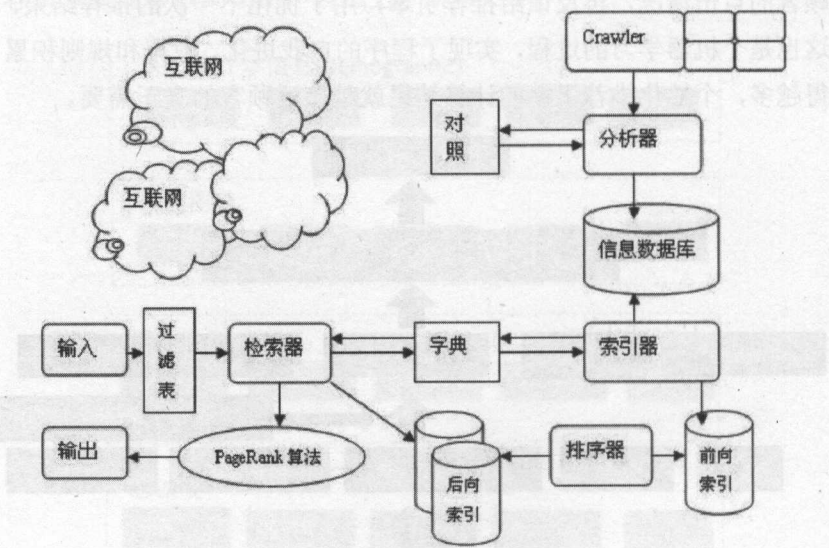 互联网
Crawler
对照
分析器
互联网
信息数据库
输入
过滤表
检索器
字典
索引器
输出
PageRank 算法
后向
索引
排序器
前向
索引